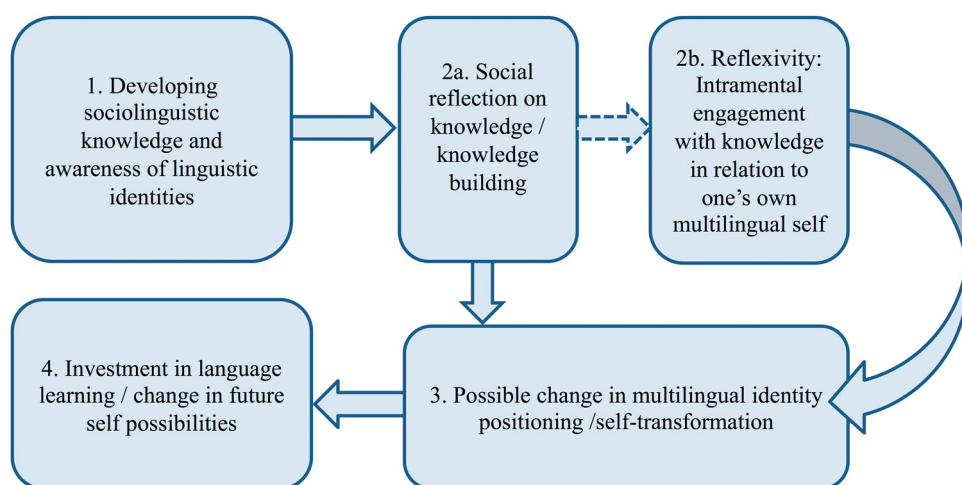 1. Developing
sociolinguistic
knowledge and
awareness of linguistic
identities
2a. Social
reflection on
knowledge /
knowledge
building
2b. Reflexivity:
Intramental
engagement
with knowledge
in relation to
one’s own
multilingual self
4. Investment in language
learning / change in future
self possibilities
3. Possible change in multilingual identity
positioning /self-transformation